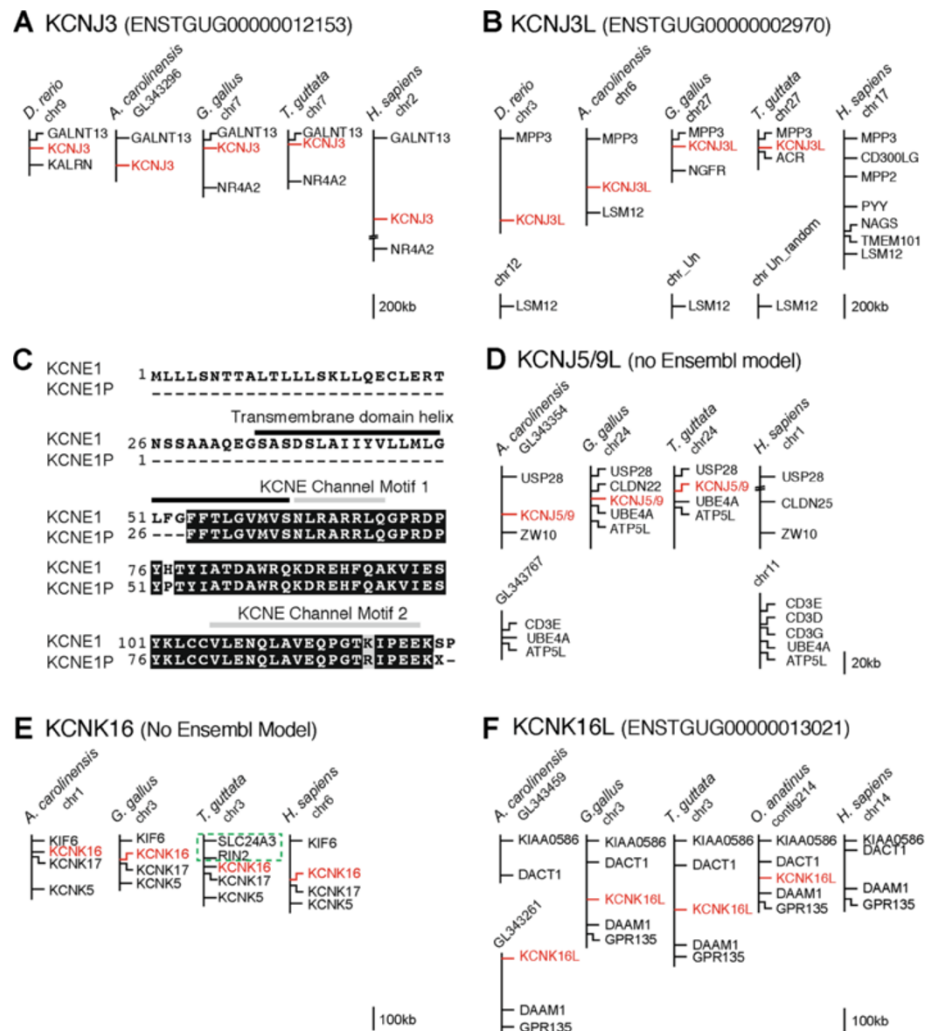 A KCNJ3 (ENSTGUG00000012153)
D. rerio
chr9
GALNT13
KCNJ3
KALRN
A. carolinensis
GL343296
GALNT13
KCNJ3
G. gallus
chr7
GALNT13
KCNJ3
NR4A2
T. guttata
chr7
GALNT13
KCNJ3
NR4A2
H. sapiens
chr2
GALNT13
KCNJ3
NR4A2
200kb
B KCNJ3L (ENSTGUG00000002970)
D. rerio
chr3
MPP3
KCNJ3L
chr12
LSM12
A. carolinensis
chr6
MPP3
KCNJ3L
LSM12
G. gallus
chr27
MPP3
KCNJ3L
NGFR
chr_Un
LSM12
T. guttata
chr27
MPP3
KCNJ3L
ACR
chr Un_random
LSM12
H. sapiens
chr17
MPP3
CD300LG
MPP2
PYY
NAGS
TMEM101
LSM12
200kb
C
KCNE1 1 MLLLSNTTALTLLLSKLLQECLERT
KCNE1P -------------------------
Transmembrane domain helix
KCNE1 26 NSSAAAQEGSASDSLAIIYVLLMLG
KCNE1P 1 -------------------------
KCNE Channel Motif 1
KCNE1 51 LFGFFTLGVMVSNLRARRLQGPRDP
KCNE1P 26 ---FFTLGVMVSNLRARRLQGPRDP
KCNE1 76 YHTYIATDAWRQKDREHFQAKVIES
KCNE1P 51 YPTYIATDAWRQKDREHFQAKVIES
KCNE Channel Motif 2
KCNE1 101 YKLCCVLENQLAVEQPGTKIPEEKSP
KCNE1P 76 YKLCCVLENQLAVEQPGTRIPEEKX-
D KCNJ5/9L (no Ensembl model)
A. carolinensis
GL343354
USP28
KCNJ5/9
ZW10
GL343767
CD3E
UBE4A
ATP5L
G. gallus
chr24
USP28
CLDN22
KCNJ5/9
UBE4A
ATP5L
T. guttata
chr24
USP28
KCNJ5/9
UBE4A
ATP5L
H. sapiens
chr1
USP28
CLDN25
ZW10
chr11
CD3E
CD3D
CD3G
UBE4A
ATP5L
20kb
E KCNK16 (No Ensembl Model)
A. carolinensis
chr1
KIF6
KCNK16
KCNK17
KCNK5
G. gallus
chr3
KIF6
KCNK16
KCNK17
KCNK5
T. guttata
chr3
SLC24A3
RIN2
KCNK16
KCNK17
KCNK5
H. sapiens
chr6
KIF6
KCNK16
KCNK17
KCNK5
100kb
F KCNK16L (ENSTGUG00000013021)
A. carolinensis
GL343459
KIAA0586
DACT1
GL343261
KCNK16L
DAAM1
GPR135
G.gallus
chr3
KIAA0586
DACT1
KCNK16L
DAAM1
GPR135
T. guttata
chr3
KIAA0586
DACT1
KCNK16L
DAAM1
GPR135
O. anatinus
contig214
KIAA0586
DACT1
KCNK16L
DAAM1
GPR135
H. sapiens
chr14
KIAA0586
DACT1
DAAM1
GPR135
100kb